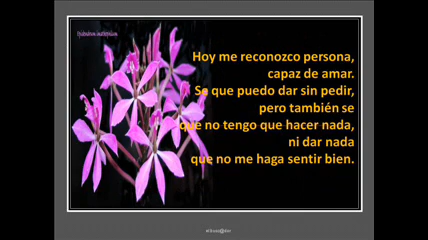 Hoy me reconozco persona,
capaz de amar.
Se que puedo dar sin pedir,
pero también se
que no tengo que hacer nada,
ni dar nada
que no me haga sentir bien.